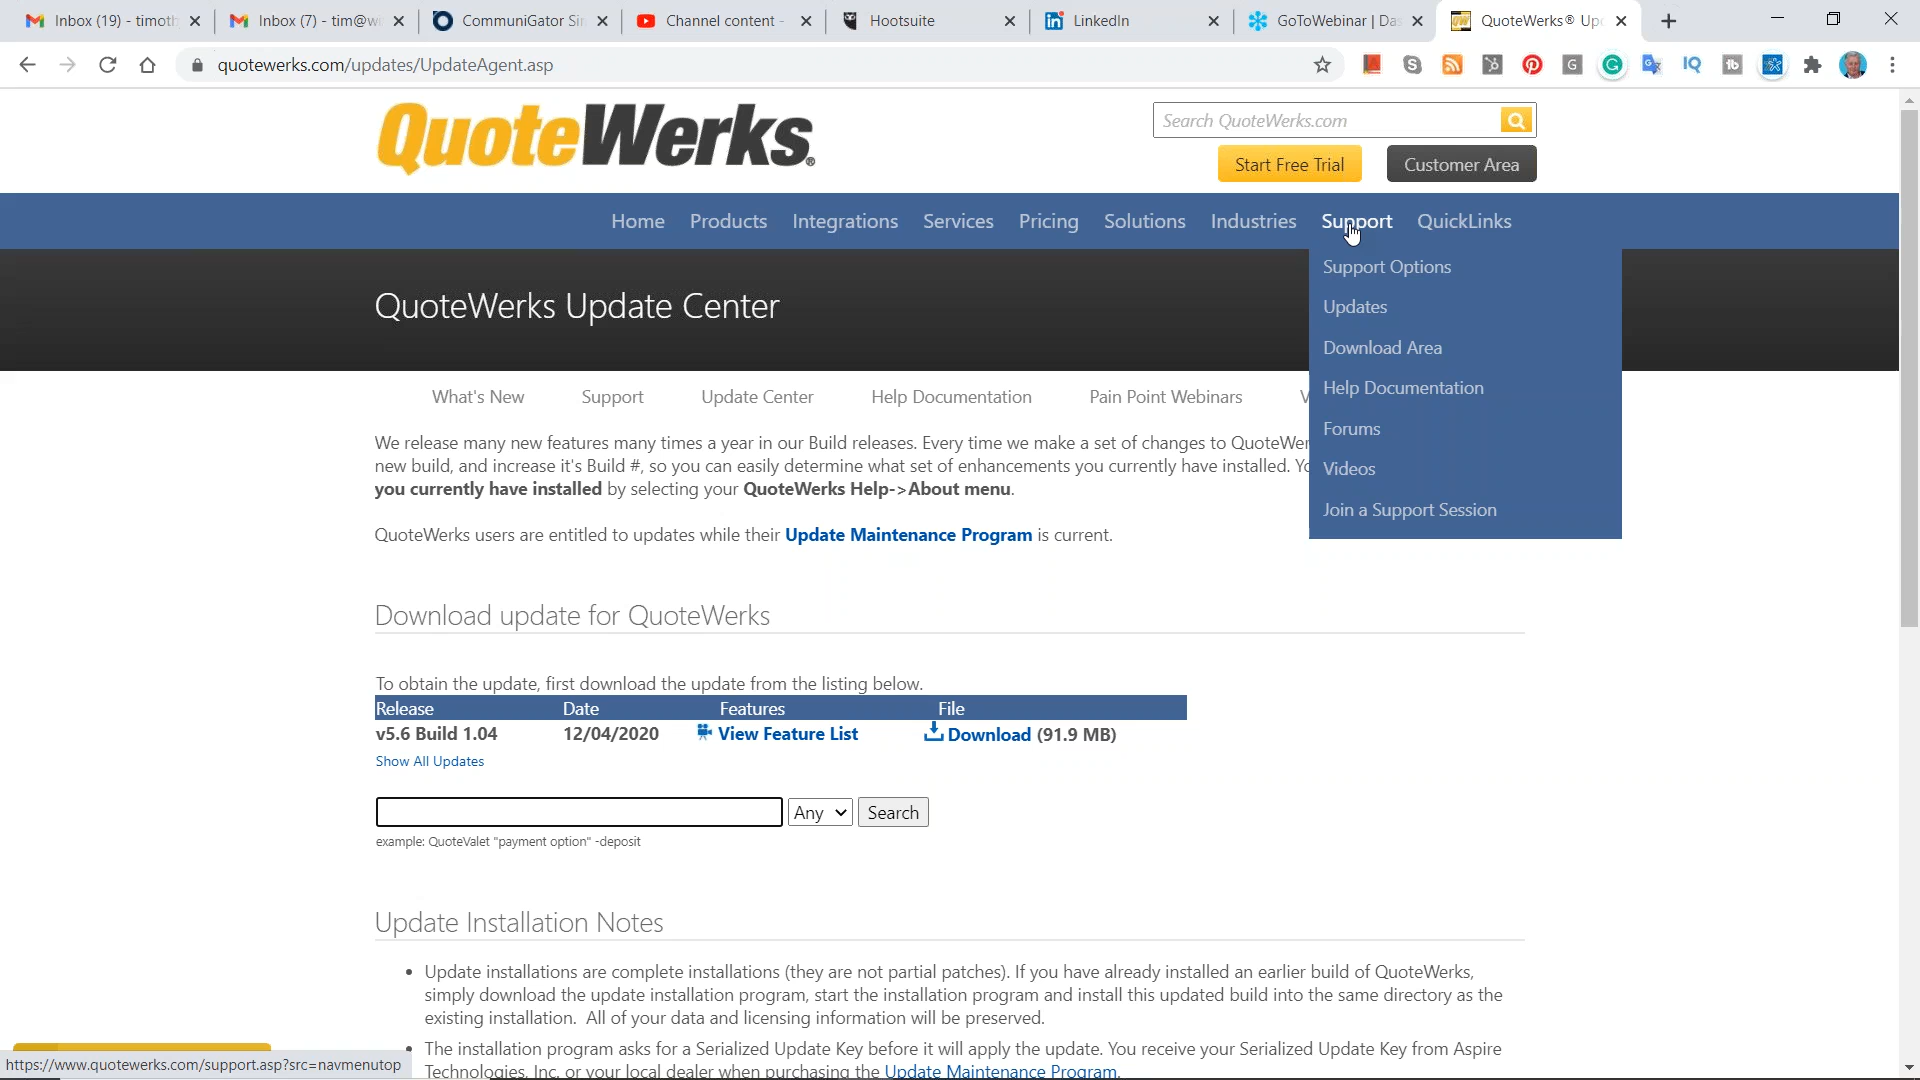 Inbox (19) - timoth
Inbox (7) - tim@wi
CommuniGator Si
Channel content -
Hootsuite
LinkedIn
GoToWebinar | Das
QuoteWerks® Up
quotewerks.com/updates/UpdateAgent.asp
QuoteWerks®
Search QuoteWerks.com
Start Free Trial
Customer Area
Home Products Integrations Services Pricing Solutions Industries Support QuickLinks
Support Options
Updates
Download Area
Help Documentation
Forums
Videos
Join a Support Session
QuoteWerks Update Center
What's New Support Update Center Help Documentation Pain Point Webinars V
We release many new features many times a year in our Build releases. Every time we make a set of changes to QuoteWer
new build, and increase it's Build #, so you can easily determine what set of enhancements you currently have installed. Yo
you currently have installed by selecting your QuoteWerks Help->About menu.
QuoteWerks users are entitled to updates while their Update Maintenance Program is current.
Download update for QuoteWerks
To obtain the update, first download the update from the listing below.
Release Date Features File
v5.6 Build 1.04 12/04/2020 View Feature List Download (91.9 MB)
Show All Updates
Any Search
example: QuoteValet "payment option" -deposit
Update Installation Notes
• Update installations are complete installations (they are not partial patches). If you have already installed an earlier build of QuoteWerks,
simply download the update installation program, start the installation program and install this updated build into the same directory as the
existing installation. All of your data and licensing information will be preserved.
• The installation program asks for a Serialized Update Key before it will apply the update. You receive your Serialized Update Key from Aspire
Technologies, Inc. or your local dealer when purchasing the Update Maintenance Program.
https://www.quotewerks.com/support.asp?src=navmenutop